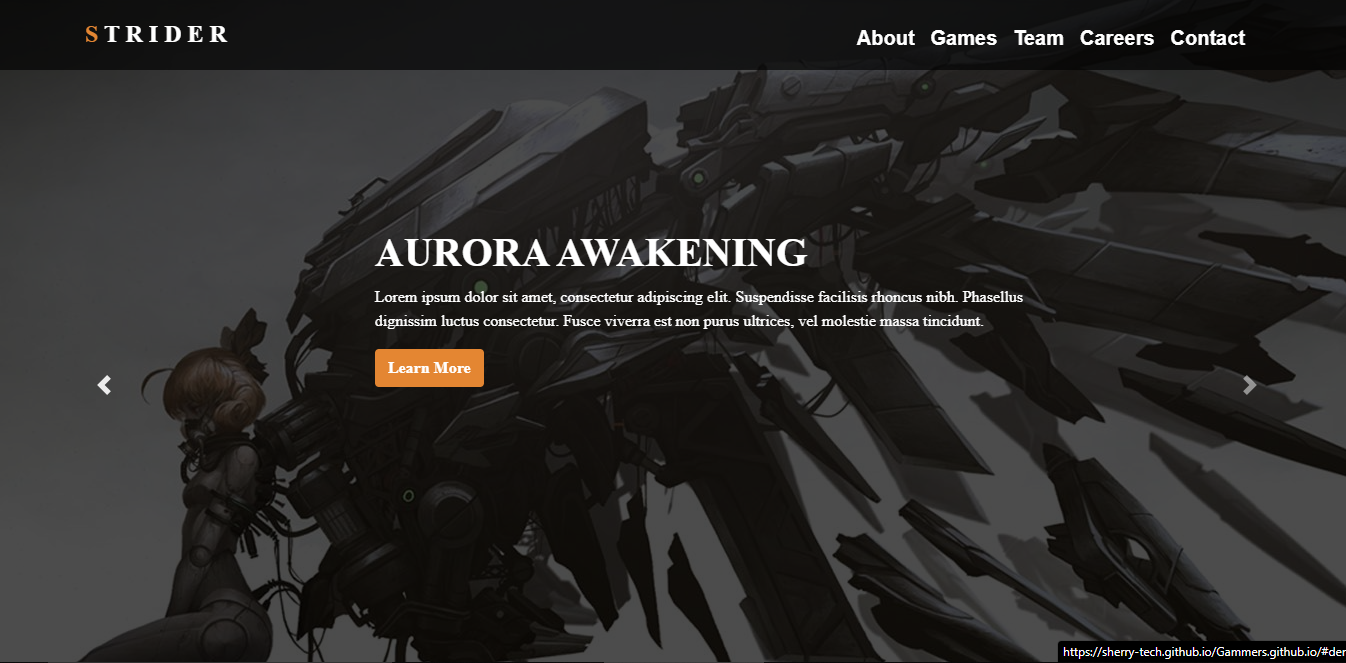 STRIDER
About Games Team Careers Contact
AURORA AWAKENING
Lorem ipsum dolor sit amet, consectetur adipiscing elit. Suspendisse facilisis rhoncus nibh. Phasellus
dignissim luctus consectetur. Fusce viverra est non purus ultrices, vel molestie massa tincidunt.
Learn More
https://sherry-tech.github.io/Gammers.github.io/#der